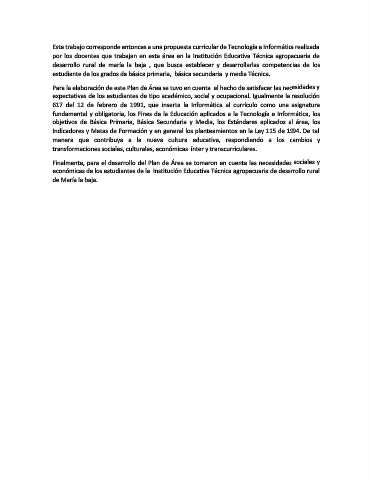 Este trabajo corresponde entonces a una propuesta curricular de Tecnología e Informática realizada
por los docentes que trabajan en esta área en la Institución Educativa Técnica agropecuaria de
desarrollo rural de maría la baja , que busca establecer y desarrollarlas competencias de los
estudiante de los grados de básica primaria, básica secundaria y media Técnica.
Para la elaboración de este Plan de Área se tuvo en cuenta el hecho de satisfacer las necesidades y
expectativas de los estudiantes de tipo académico, social y ocupacional. Igualmente la resolución
617 del 12 de febrero de 1991, que inserta la Informática al currículo como una asignatura
fundamental y obligatoria, los Fines de la Educación aplicados a la Tecnología e Informática, los
objetivos de Básica Primaria, Básica Secundaria y Media, los Estándares aplicados al área, los
Indicadores y Metas de Formación y en general los planteamientos en la Ley 115 de 1994. De tal
manera que contribuya a la nueva cultura educativa, respondiendo a los cambios y
transformaciones sociales, culturales, económicas inter y transcurriculares.
Finalmente, para el desarrollo del Plan de Área se tomaron en cuenta las necesidades sociales y
económicas de los estudiantes de la Institución Educativa Técnica agropecuaria de desarrollo rural
de María la baja.